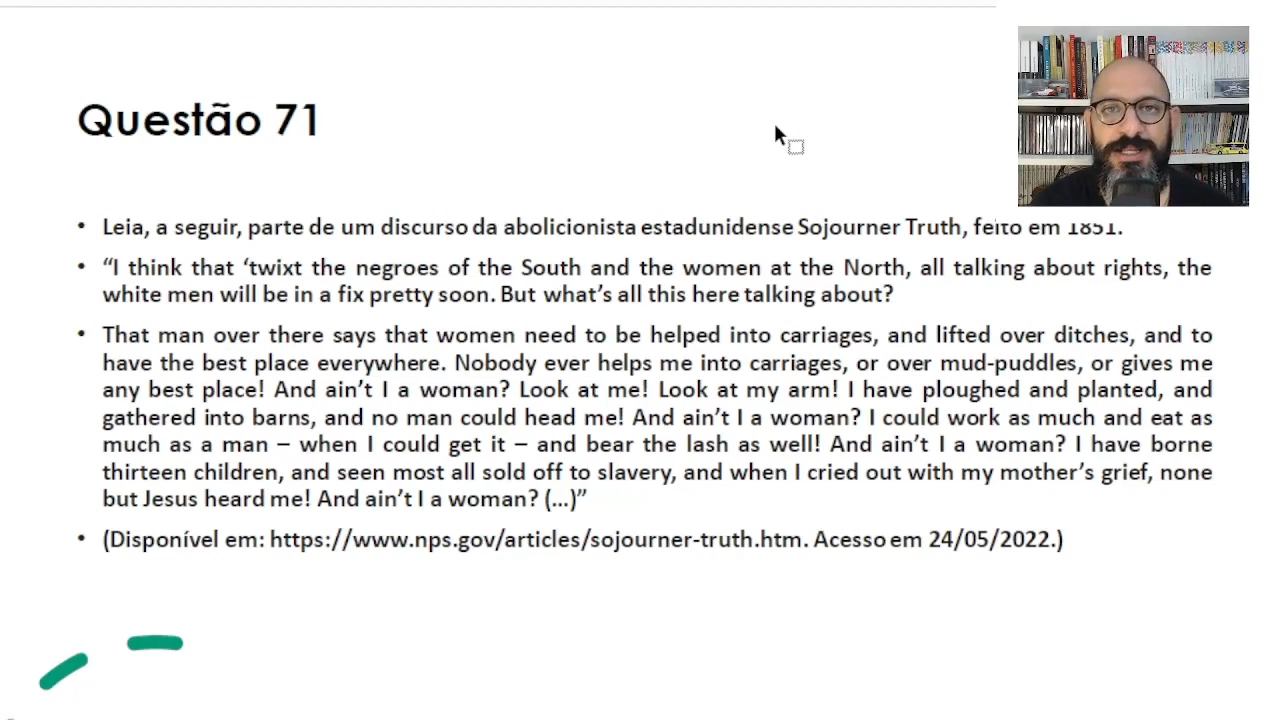 Questão 71
• Leia, a seguir, parte de um discurso da abolicionista estadunidense Sojourner Truth, feito em 1851.
• “I think that ‘twixt the negroes of the South and the women at the North, all talking about rights, the
white men will be in a fix pretty soon. But what’s all this here talking about?
• That man over there says that women need to be helped into carriages, and lifted over ditches, and to
have the best place everywhere. Nobody ever helps me into carriages, or over mud-puddles, or gives me
any best place! And ain’t I a woman? Look at me! Look at my arm! I have ploughed and planted, and
gathered into barns, and no man could head me! And ain’t I a woman? I could work as much and eat as
much as a man – when I could get it – and bear the lash as well! And ain’t I a woman? I have borne
thirteen children, and seen most all sold off to slavery, and when I cried out with my mother’s grief, none
but Jesus heard me! And ain’t I a woman? (...)”
• (Disponível em: https://www.nps.gov/articles/sojourner-truth.htm. Acesso em 24/05/2022.)